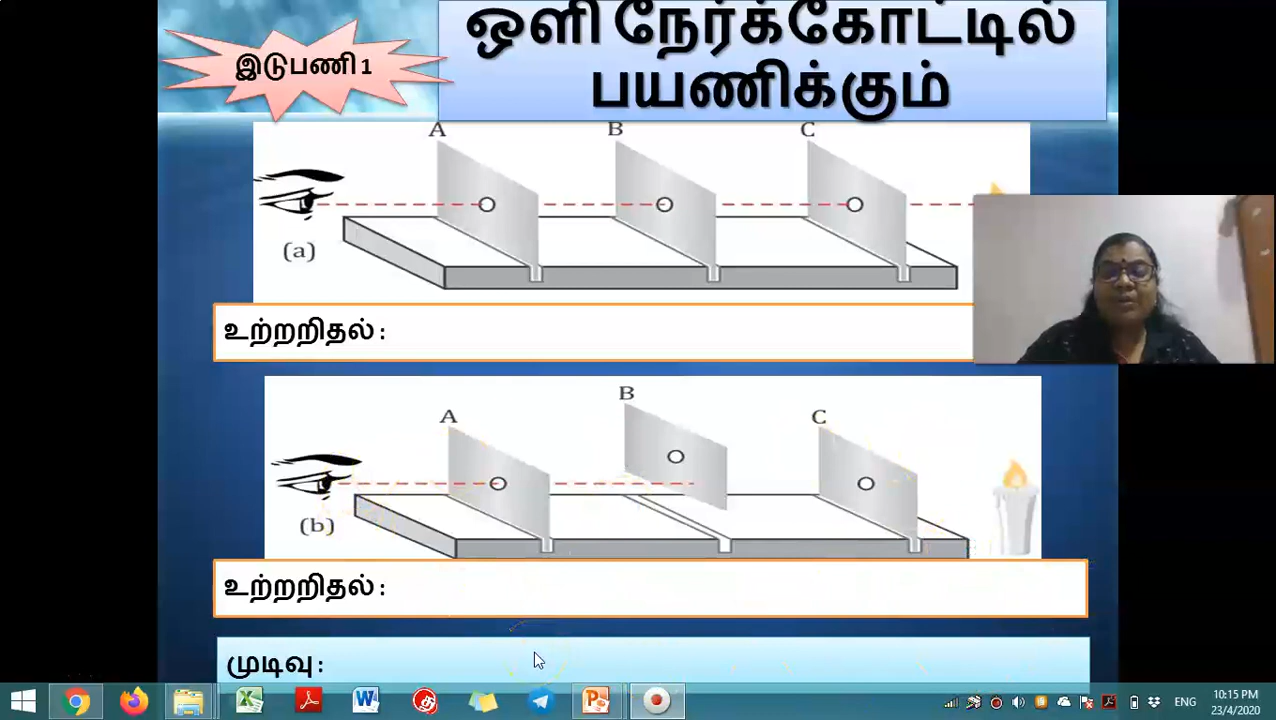 இடுபணி 1
ஒளி நேர்க்கோட்டில்
பயணிக்கும்
A B C
(a)
உற்றறிதல் :
A B C
(b)
உற்றறிதல் :
முடிவு :
ENG
10:15 PM
23/4/2020